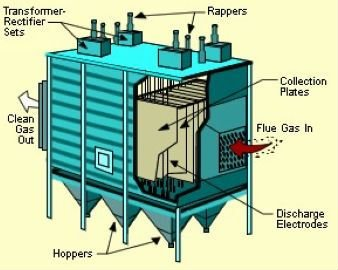 Transformer-
Rectifier
Sets
Rappers
Collection
Plates
Clean
Gas
Out
Flue Gas In
Discharge
Electrodes
Hoppers